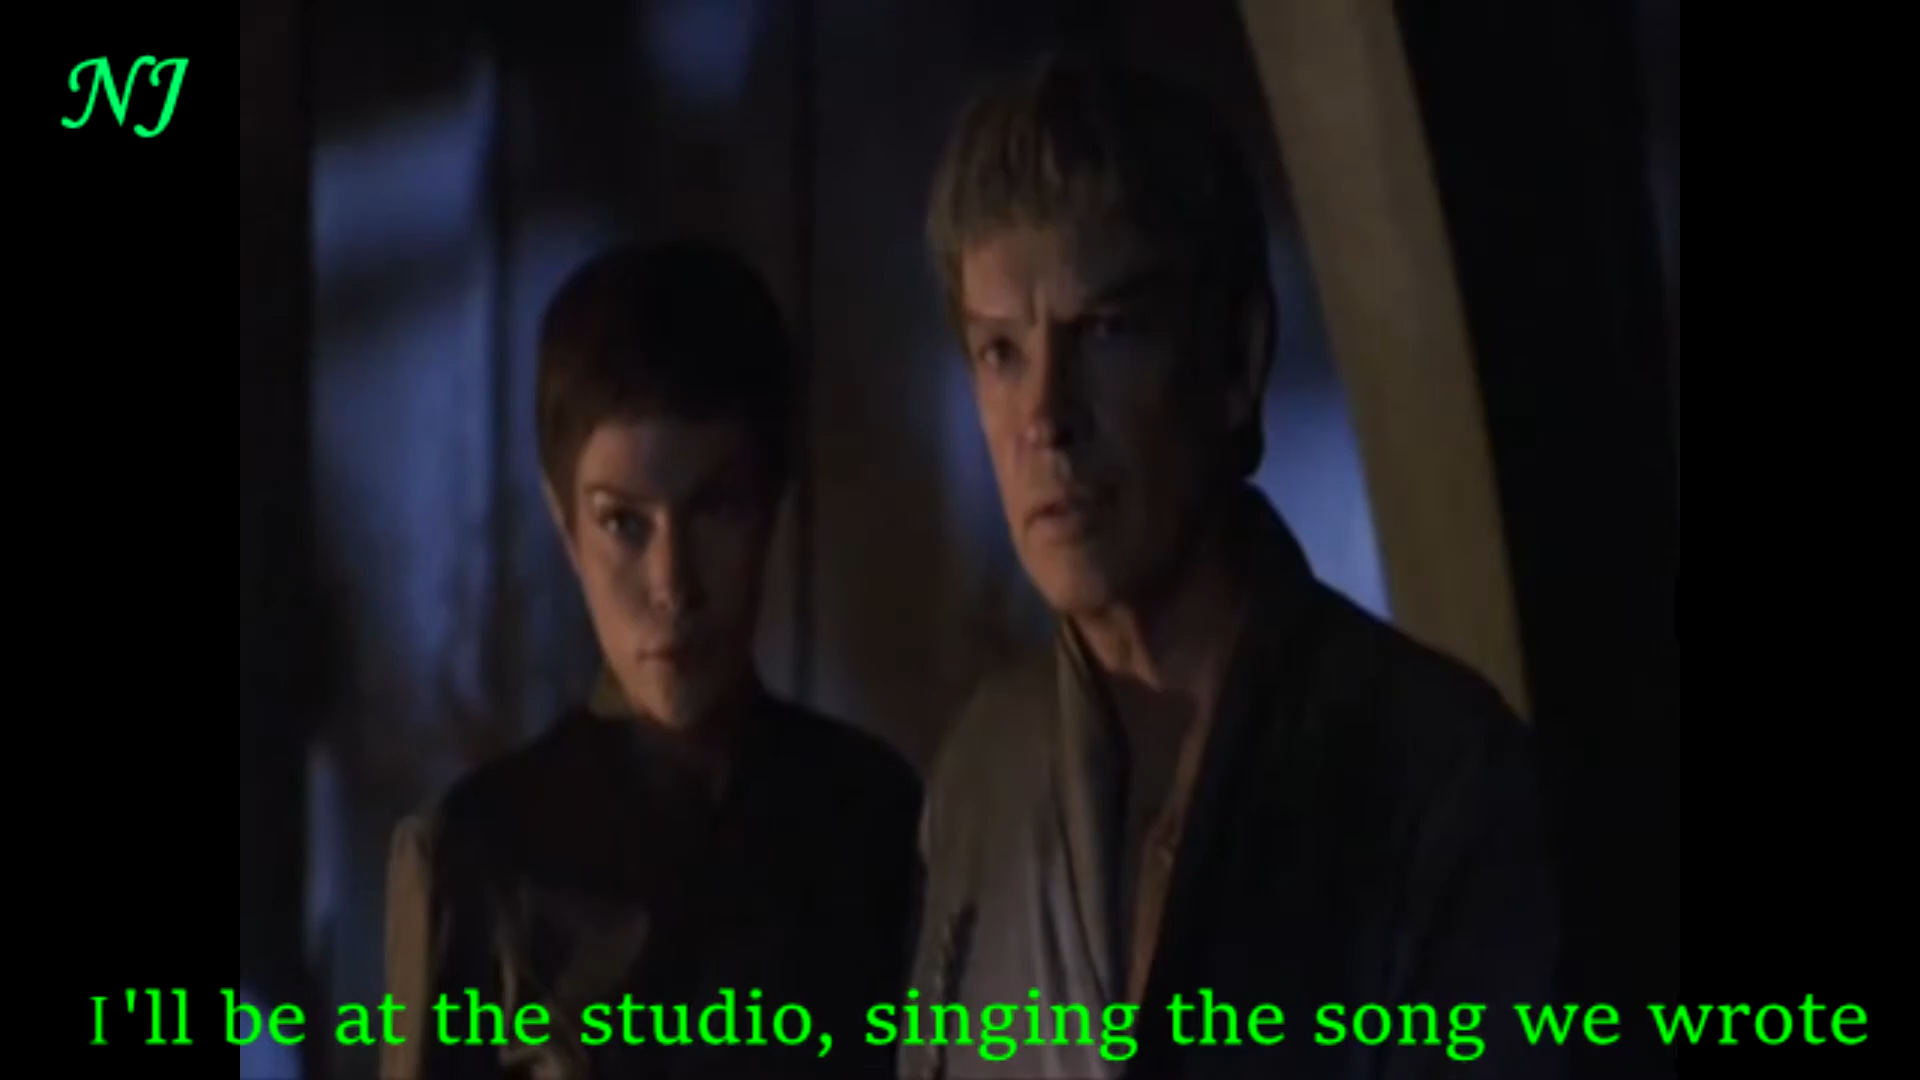 NJ
I'll be at the studio, singing the song we wrote